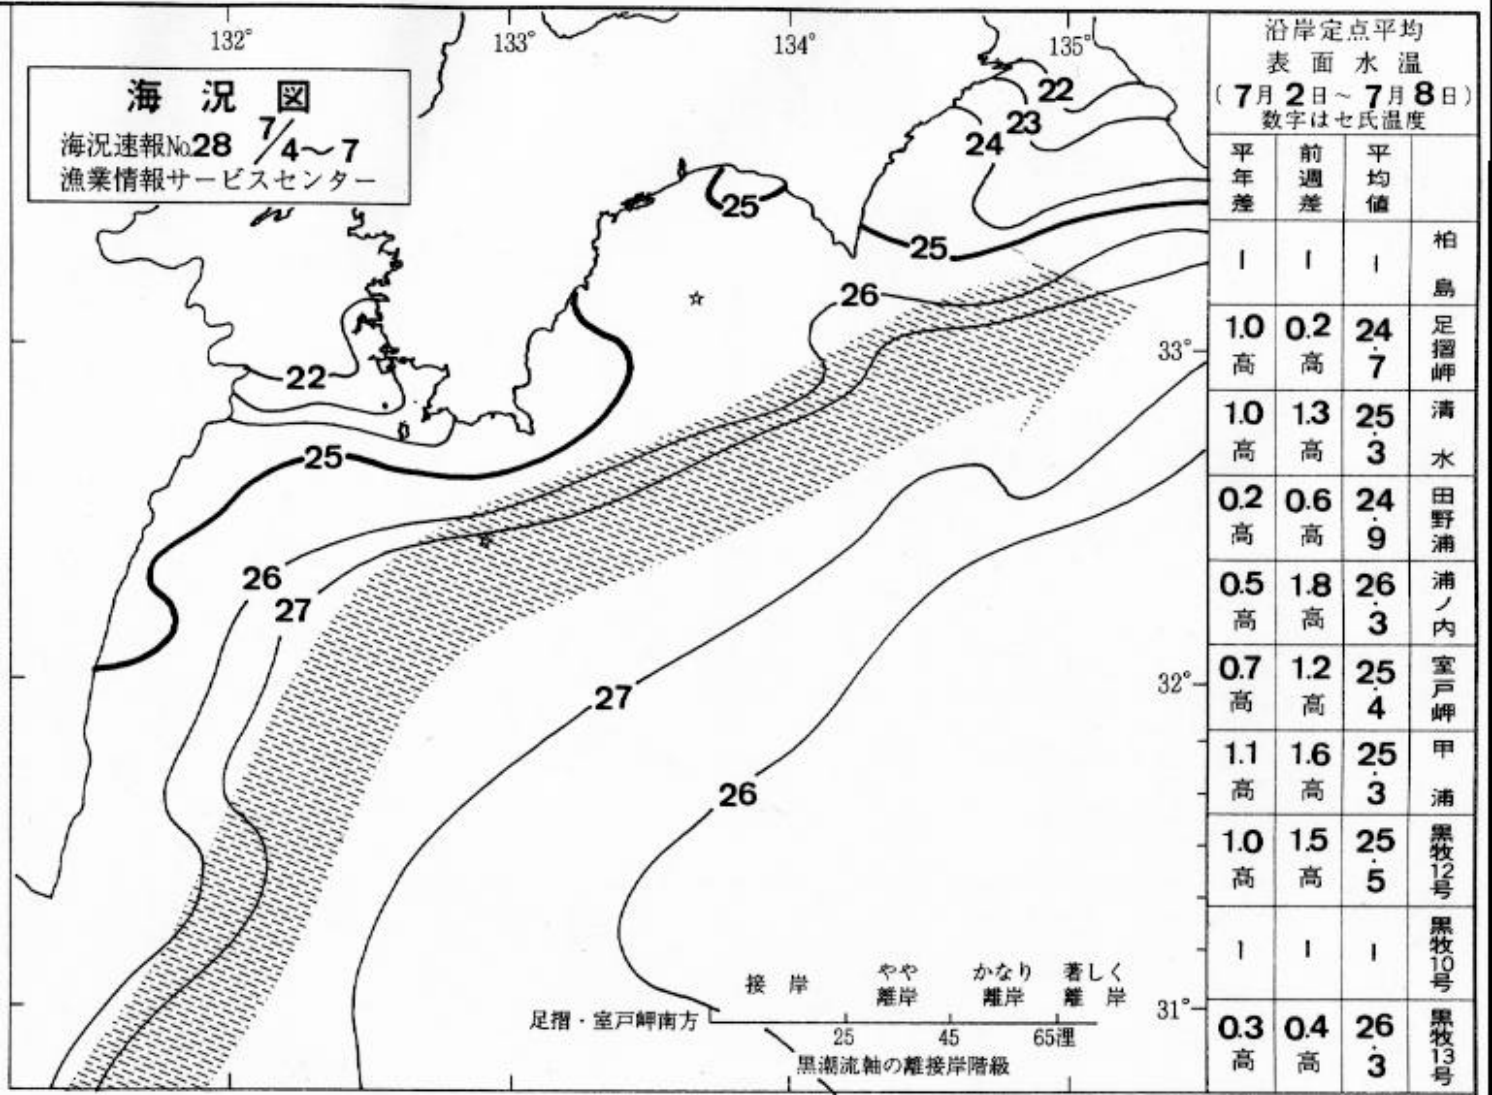 132°
133°
134°
135°
海況図
海況速報No.28 7/4〜7
漁業情報サービスセンター
22
23
24
25
25
26
22
25
26
27
27
26
33°
32°
31°
接岸 やや離岸 かなり離岸 著しく離岸
足摺・室戸岬南方
25 45 65浬
黒潮流軸の離接岸階級
沿岸定点平均
表面水温
(7月2日~7月8日)
数字はセ氏温度
平年差 前週差 平均値
ー ー ー 柏島
1.0高 0.2高 24.7 足摺岬
1.0高 1.3高 25.3 清水
0.2高 0.6高 24.9 田野浦
0.5高 1.8高 26.3 浦ノ内
0.7高 1.2高 25.4 室戸岬
1.1高 1.6高 25.3 甲浦
1.0高 1.5高 25.5 黒牧12号
ー ー ー 黒牧10号
0.3高 0.4高 26.3 黒牧13号